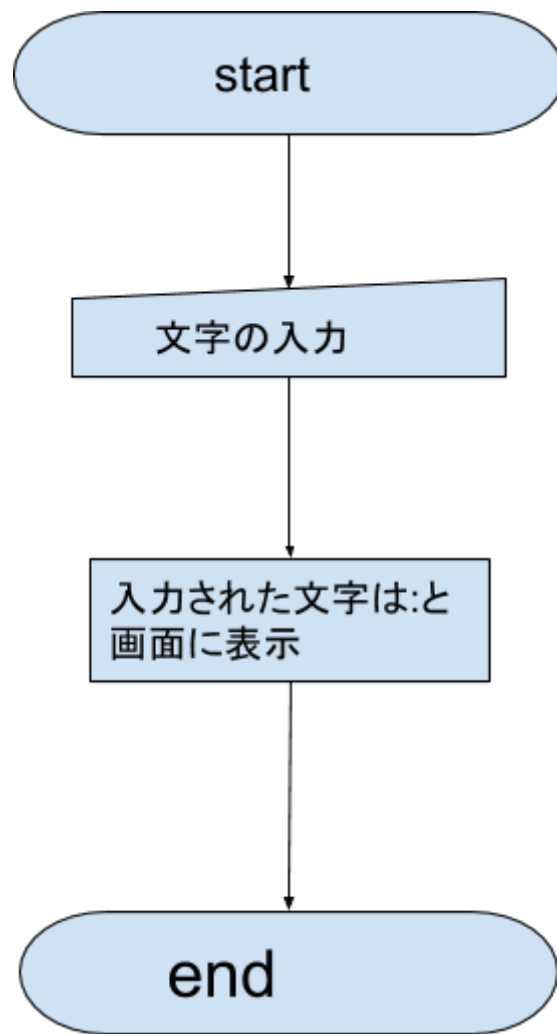 start
文字の入力
入力された文字は:と
画面に表示
end